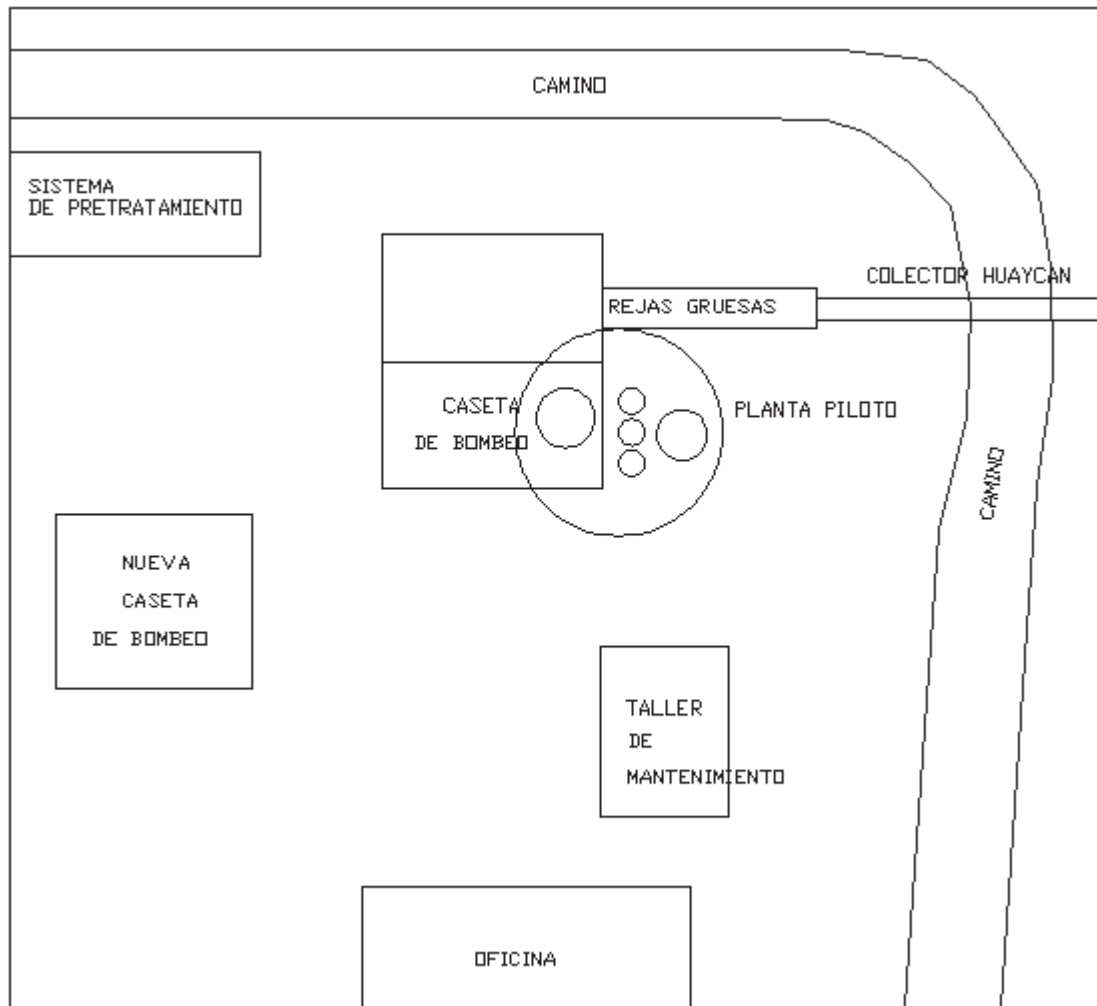 CAMINO
SISTEMA
DE PRETRATAMIENTO
COLECTOR HUAYCAN
REJAS GRUESAS
CASETA
DE BOMBEO
PLANTA PILOTO
CAMINO
NUEVA
CASETA
DE BOMBEO
TALLER
DE
MANTENIMIENTO
OFICINA